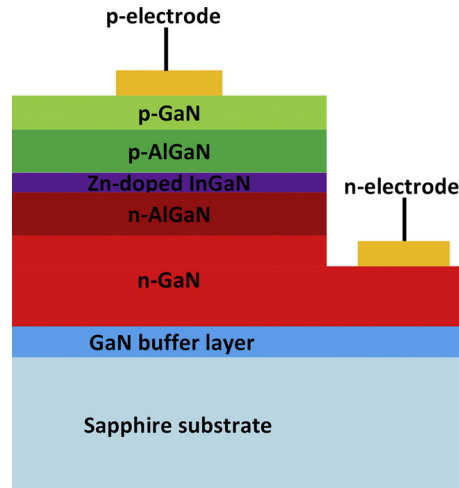 p-electrode
p-GaN
p-AlGaN
Zn-doped InGaN
n-electrode
n-AlGaN
n-GaN
GaN buffer layer
Sapphire substrate